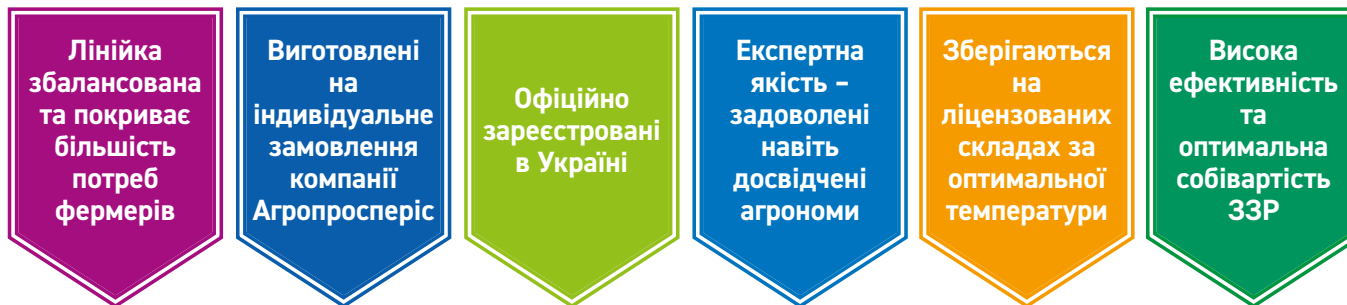 Лінійка
збалансована
та покриває
більшість
потреб
фермерів
Виготовлені
на
індивідуальне
замовлення
компанії
Агропросперіс
Офіційно
зареєстровані
в Україні
Експертна
якість –
задоволені
навіть
досвідчені
агрономи
Зберігаються
на
ліцензованих
складах за
оптимальної
температури
Висока
ефективність
та
оптимальна
собівартість
ЗЗР